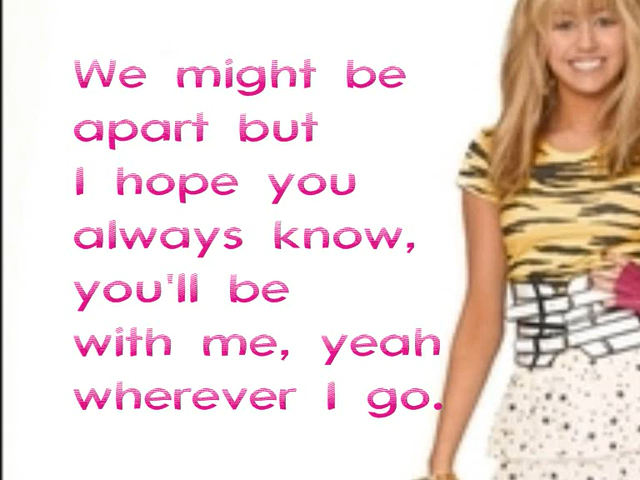 We might be
apart but
I hope you
always know,
you'll be
with me, yeah
wherever I go.